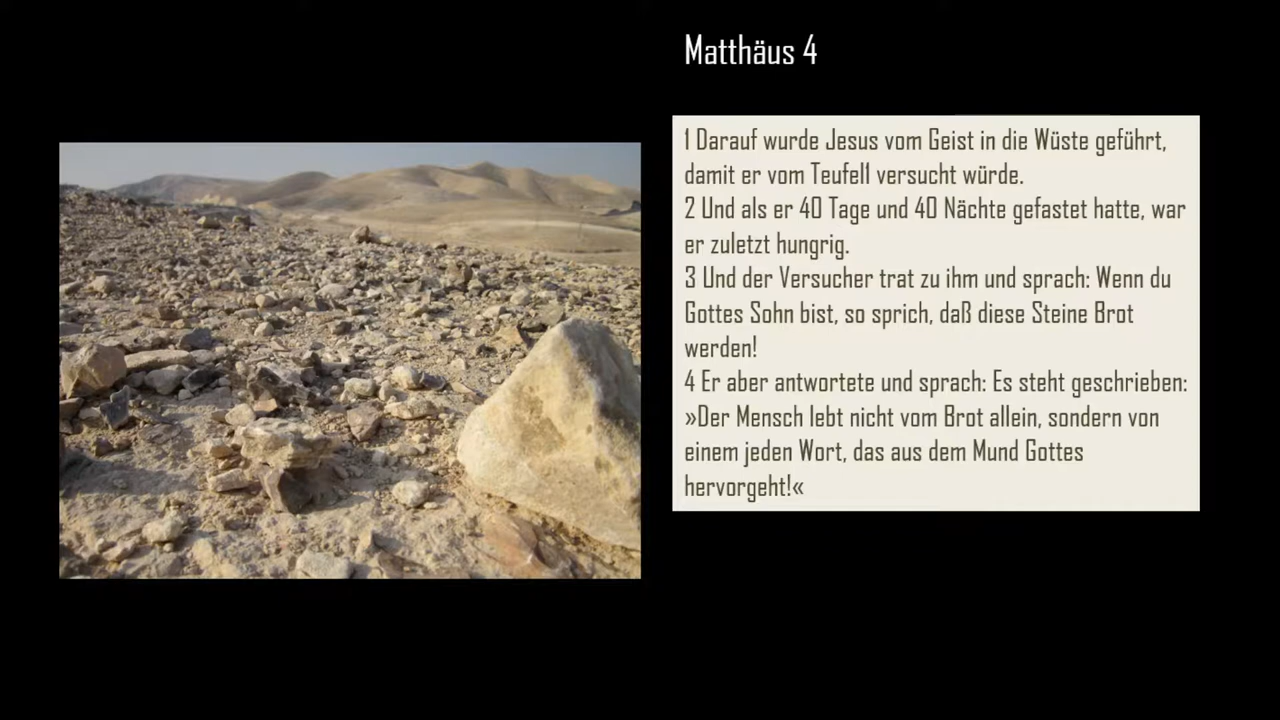 Matthäus 4
1 Darauf wurde Jesus vom Geist in die Wüste geführt,
damit er vom Teufell versucht würde.
2 Und als er 40 Tage und 40 Nächte gefastet hatte, war
er zuletzt hungrig.
3 Und der Versucher trat zu ihm und sprach: Wenn du
Gottes Sohn bist, so sprich, daß diese Steine Brot
werden!
4 Er aber antwortete und sprach: Es steht geschrieben:
»Der Mensch lebt nicht vom Brot allein, sondern von
einem jeden Wort, das aus dem Mund Gottes
hervorgeht!«